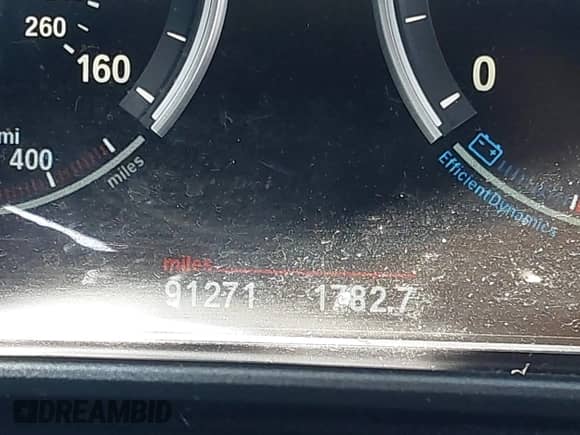 260
160
0
mi
400
miles
EfficientDynamics
miles
91271 1782.7
DREAMBID